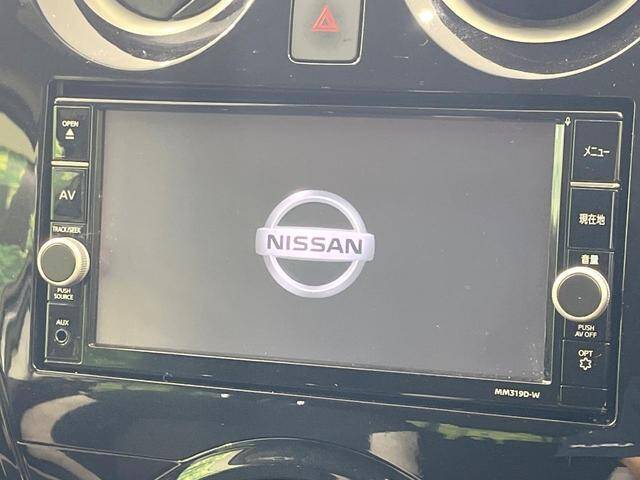 OPEN
AV
TRACK/SEEK
PUSH
SOURCE
AUX
NISSAN
メニュー
現在地
音量
PUSH
AV OFF
OPT
MM319D-W